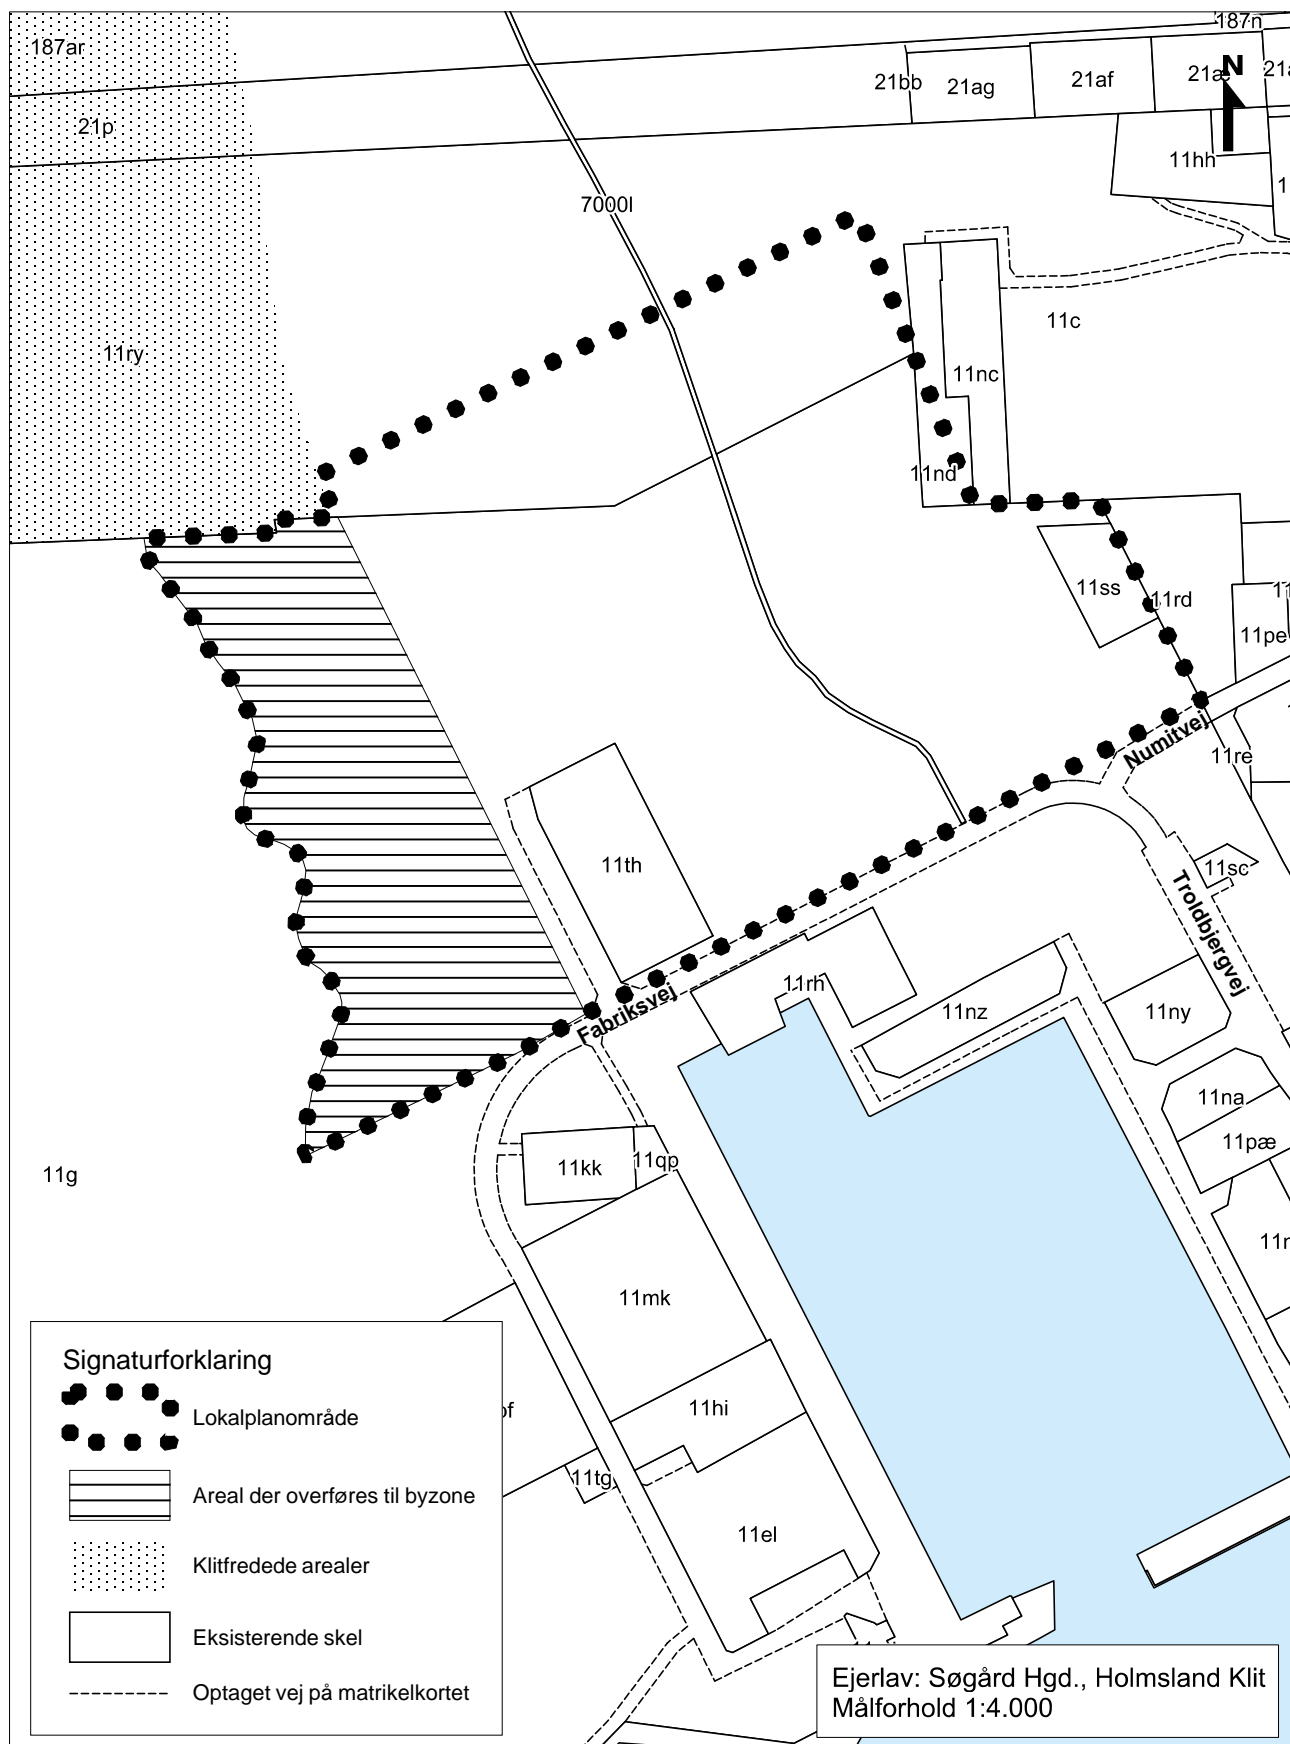 187ar
187n
21bb
21ag
21af
21æ
N
21p
11hh
7000l
11c
11ry
11nc
11nd
11ss
11rd
11pe
Numitvej
11re
11th
11sc
Troldbjergvej
Fabriksvej
11rh
11nz
11ny
11na
11pæ
11g
11kk
11qp
11mk
11hi
11tg
11el
Signaturforklaring
Lokalplanområde
Areal der overføres til byzone
Klitfredede arealer
Eksisterende skel
Optaget vej på matrikelkortet
Ejerlav: Søgård Hgd., Holmsland Klit
Målforhold 1:4.000